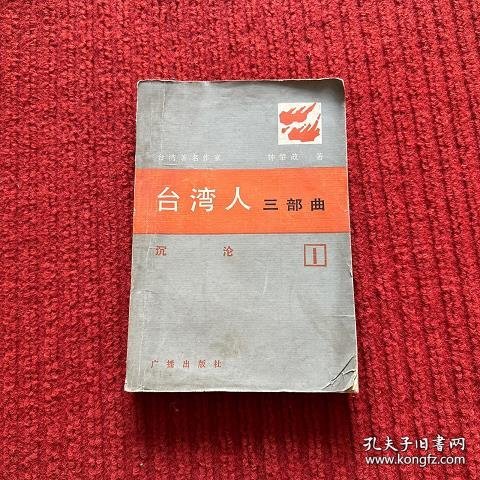 台湾著名作家 钟肇政 著
台湾人 三部曲
沉沦 1
广播出版社
孔夫子旧书网
www.kongfz.com